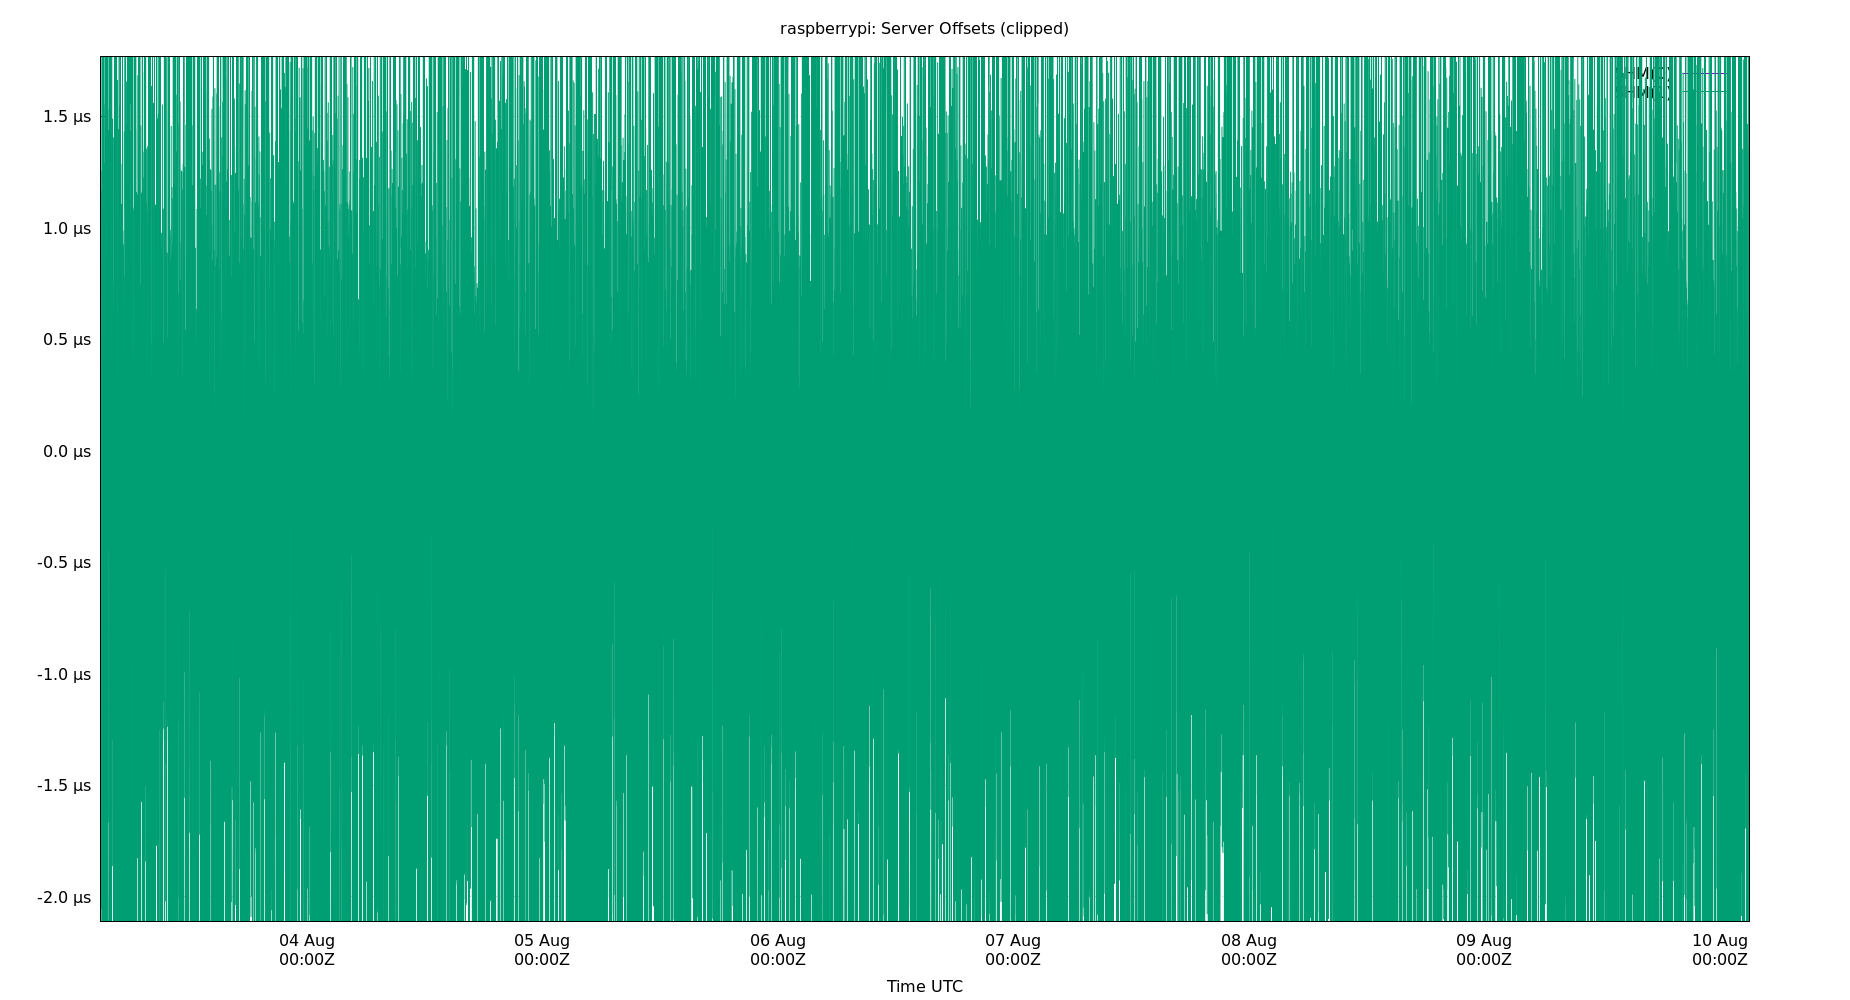 raspberrypi: Server Offsets (clipped)
1.5 µs
1.0 µs
0.5 µs
0.0 µs
-0.5 µs
-1.0 µs
-1.5 µs
-2.0 µs
04 Aug 05 Aug 06 Aug 07 Aug 08 Aug 09 Aug 10 Aug
00:00Z 00:00Z 00:00Z 00:00Z 00:00Z 00:00Z 00:00Z
Time UTC